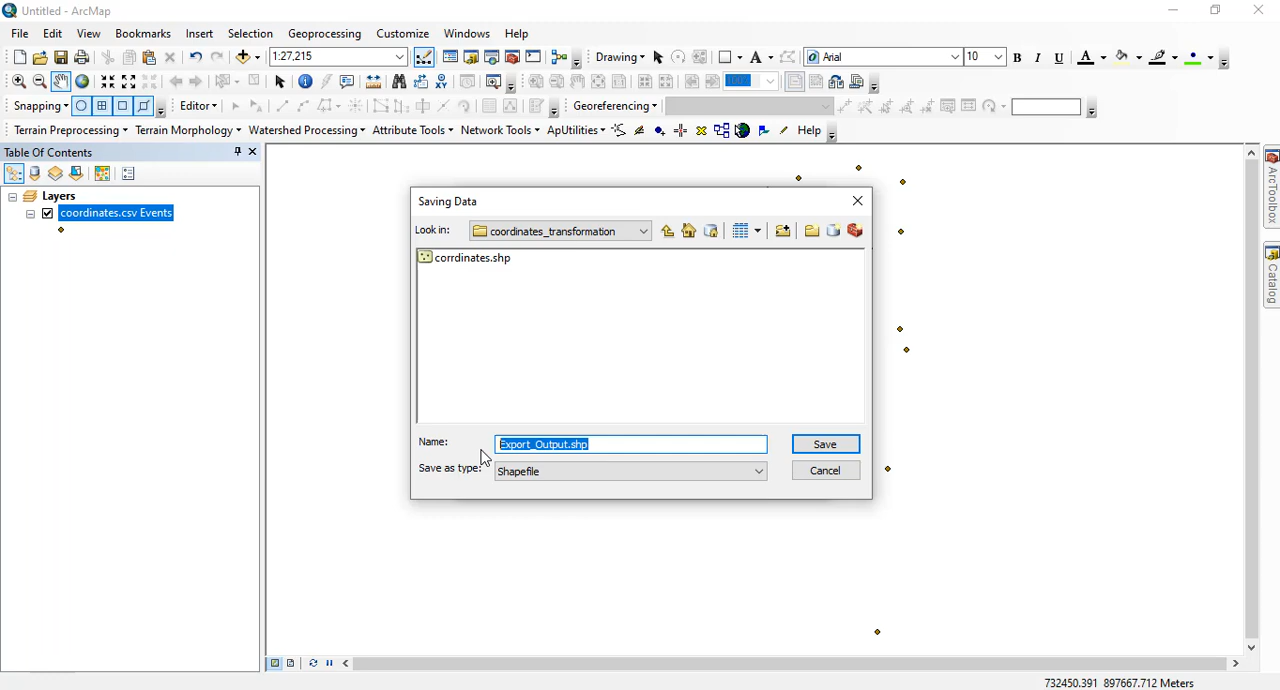 Untitled - ArcMap
File Edit View Bookmarks Insert Selection Geoprocessing Customize Windows Help
1:27,215 Drawing Arial 10 B I U A
Snapping Editor Georeferencing
Terrain Preprocessing Terrain Morphology Watershed Processing Attribute Tools Network Tools ApUtilities Help
Table Of Contents
Layers
coordinates.csv Events
Saving Data
Look in: coordinates_transformation
corrdinates.shp
Name: Export_Output.shp Save
Save as type: Shapefile Cancel
ArcToolbox
Catalog
732450.391 897667.712 Meters